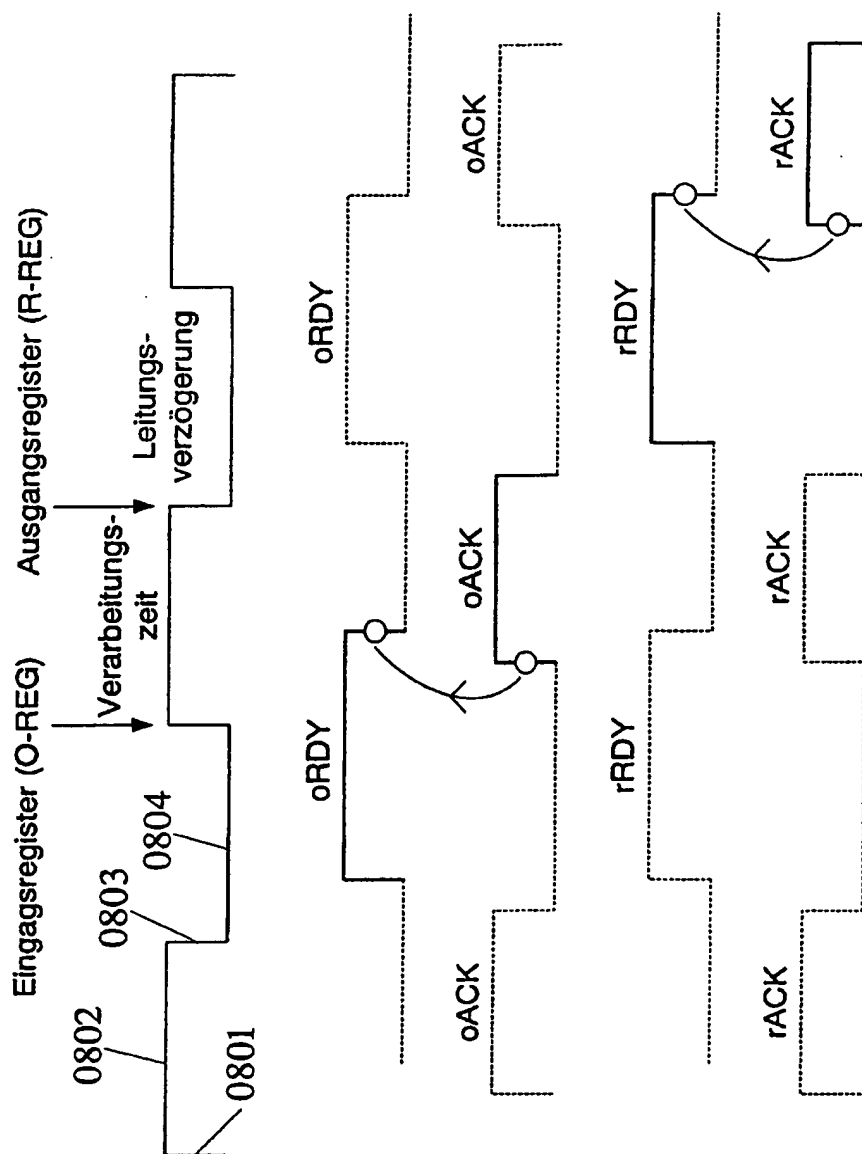 Eingagsregister (O-REG)
Ausgangsregister (R-REG)
Verarbeitungs-
zeit
Leitungs-
verzögerung
0801
0802
0803
0804
oRDY
oRDY
oACK
oACK
oACK
rRDY
rRDY
rACK
rACK
rACK